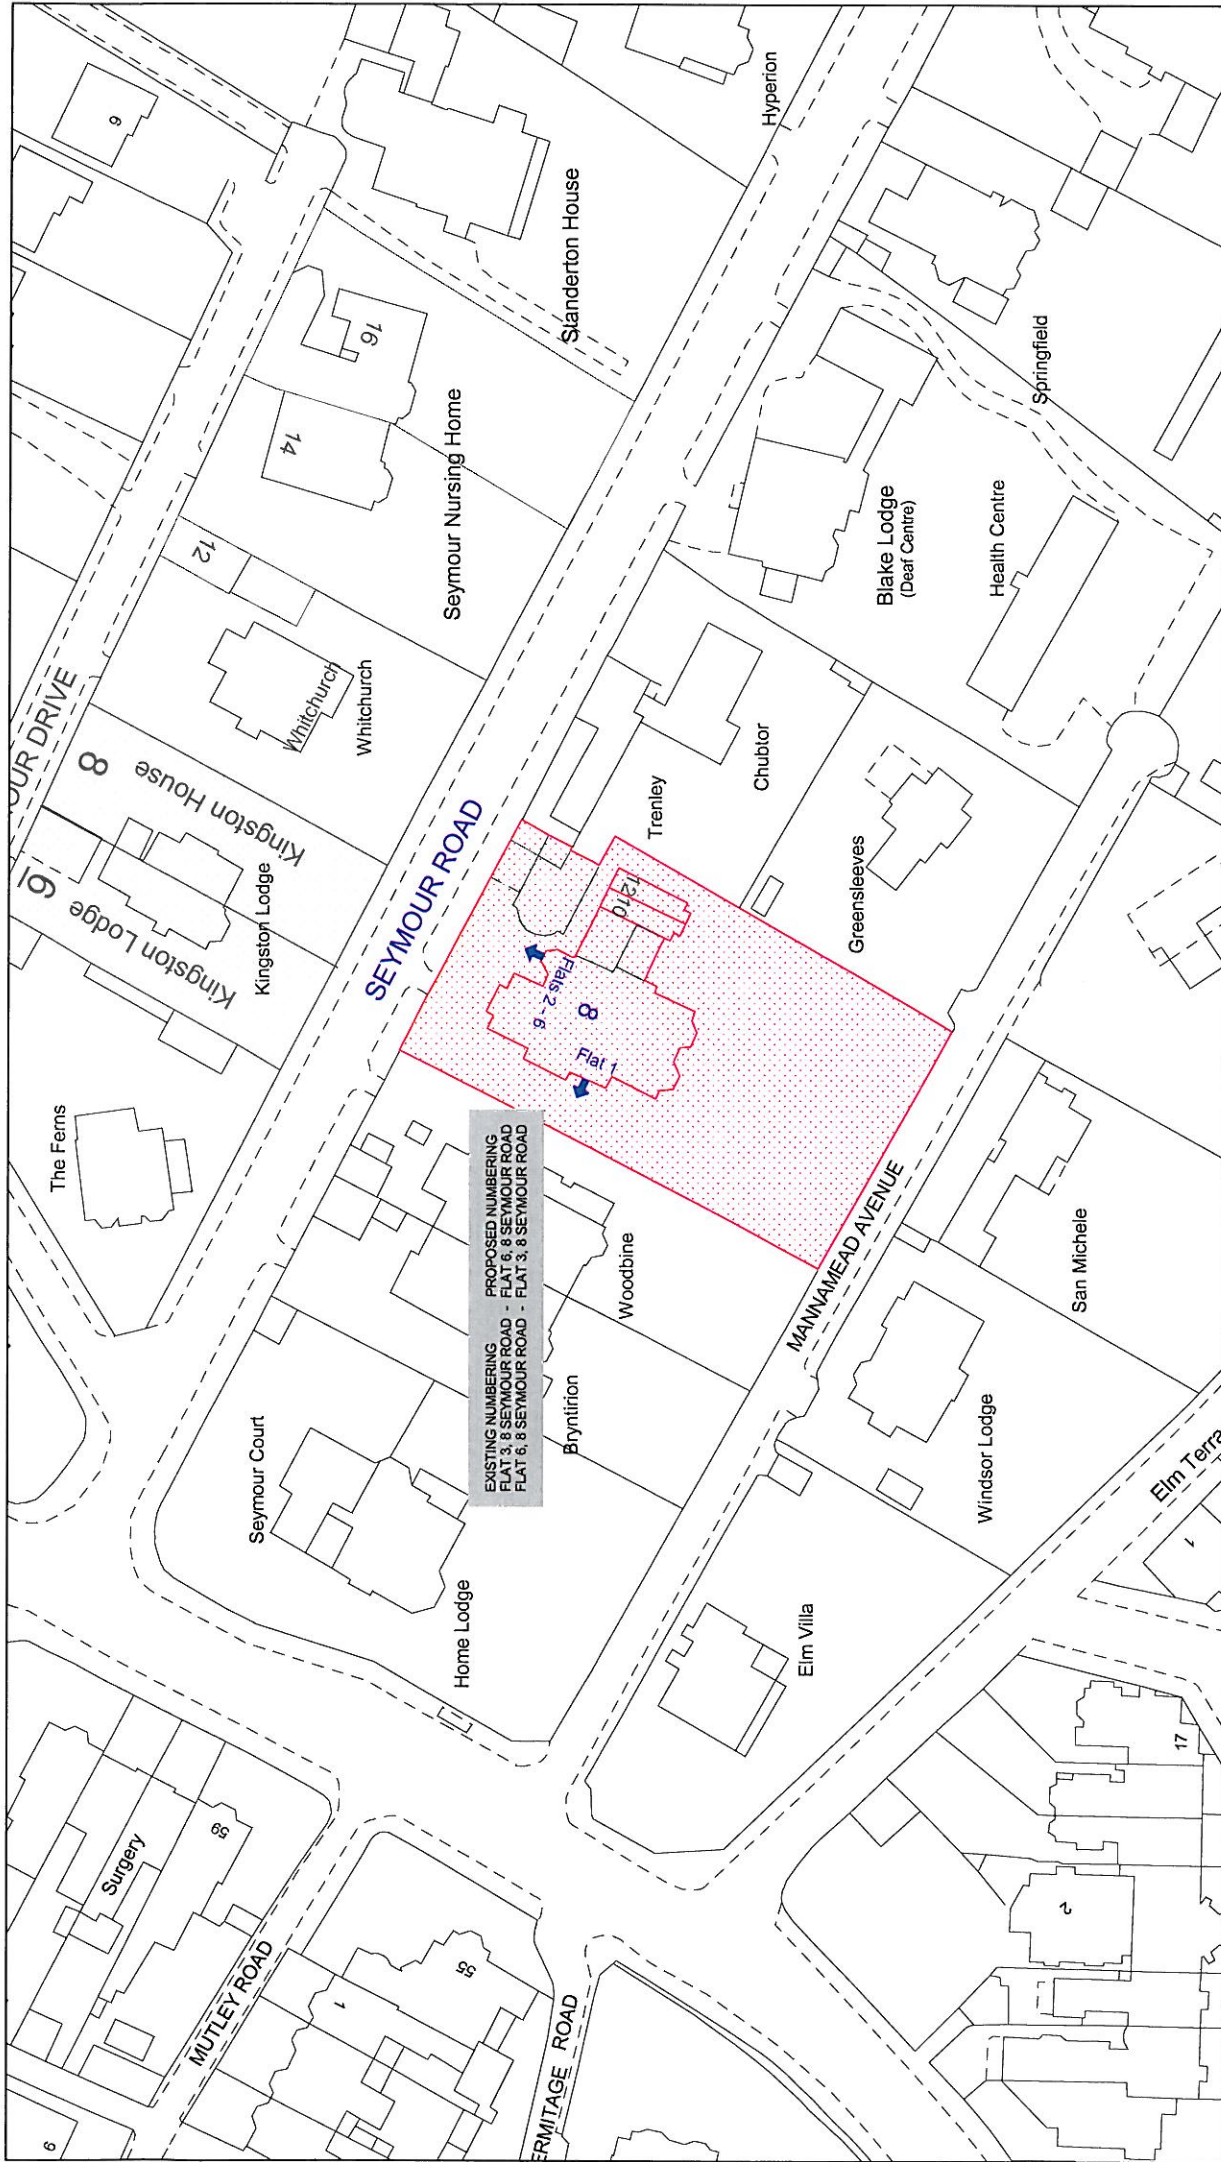 6
Hyperion
Standerton House
16
14
Seymour Nursing Home
12
Springfield
Blake Lodge
(Deaf Centre)
Health Centre
OUR DRIVE
Whitchurch
Whitchurch
8
Kingston House
6
Kingston Lodge
Kingston Lodge
SEYMOUR ROAD
Chubtor
Trenley
Greensleeves
1210
Flats 2 - 6
8
Flat 1
The Ferns
EXISTING NUMBERING PROPOSED NUMBERING
FLAT 3, 8 SEYMOUR ROAD - FLAT 6, 8 SEYMOUR ROAD
FLAT 6, 8 SEYMOUR ROAD - FLAT 3, 8 SEYMOUR ROAD
Woodbine
Bryntirion
MANNAMEAD AVENUE
San Michele
Windsor Lodge
Seymour Court
Home Lodge
Elm Villa
Elm Terra
1
Surgery
59
MUTLEY ROAD
55
1
ERMITAGE ROAD
17
2
9